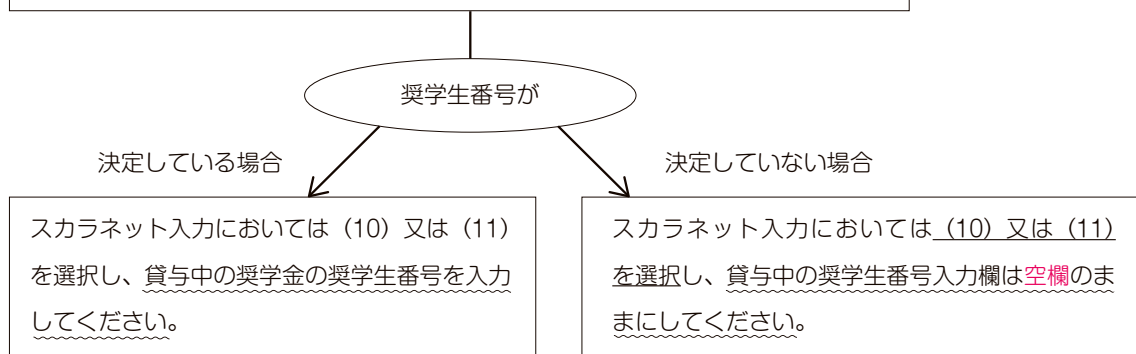 奨学生番号が
決定している場合
決定していない場合
スカラネット入力においては（10）又は（11）
を選択し、貸与中の奨学金の奨学生番号を入力
してください。
スカラネット入力においては（10）又は（11）
を選択し、貸与中の奨学生番号入力欄は空欄のま
まにしてください。